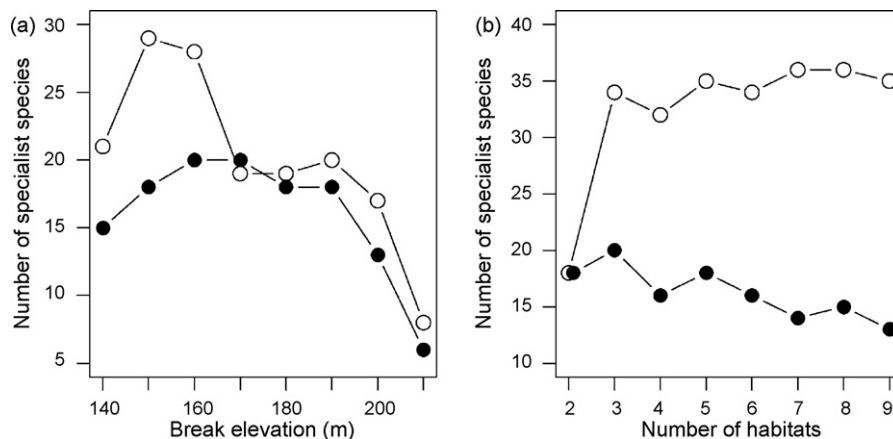 (a)
Number of specialist species
30
25
20
15
10
5
140 160 180 200
Break elevation (m)
(b)
Number of specialist species
40
35
30
25
20
15
10
2 3 4 5 6 7 8 9
Number of habitats